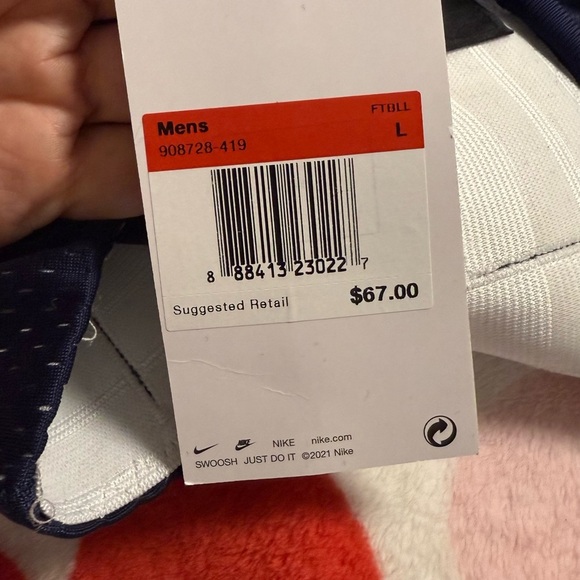 Mens FTBLL
908728-419 L
8 88413 23022 7
Suggested Retail $67.00
NIKE nike.com
SWOOSH JUST DO IT ©2021 Nike